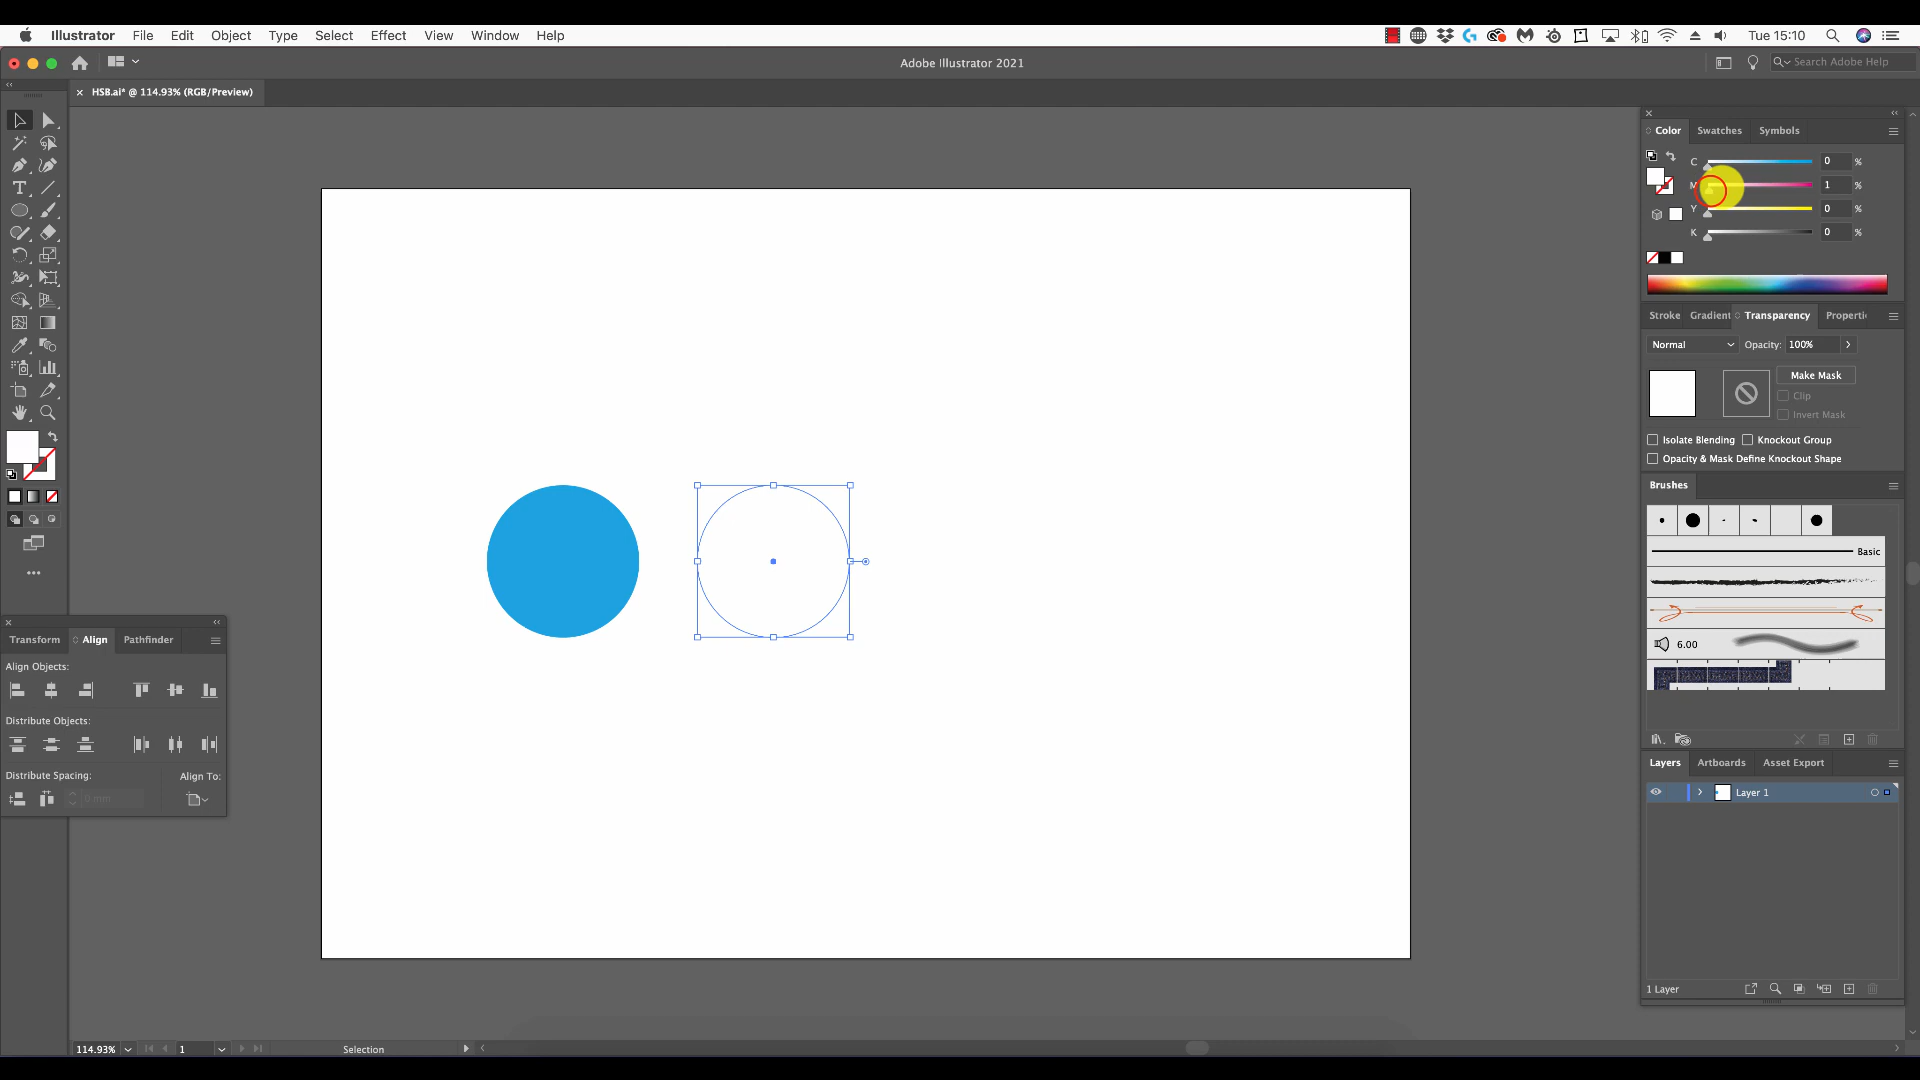 Illustrator File Edit Object Type Select Effect View Window Help
Tue 15:10
Adobe Illustrator 2021
Search Adobe Help
HSB.ai* @ 114.93% (RGB/Preview)
Color Swatches Symbols
C 0 %
M 1 %
Y 0 %
K 0 %
Stroke Gradient Transparency Properti
Normal Opacity: 100%
Make Mask
Clip
Invert Mask
Isolate Blending Knockout Group
Opacity & Mask Define Knockout Shape
Brushes
Basic
6.00
Transform Align Pathfinder
Align Objects:
Distribute Objects:
Distribute Spacing: Align To:
0 mm
Layers Artboards Asset Export
Layer 1
1 Layer
114.93% 1 Selection